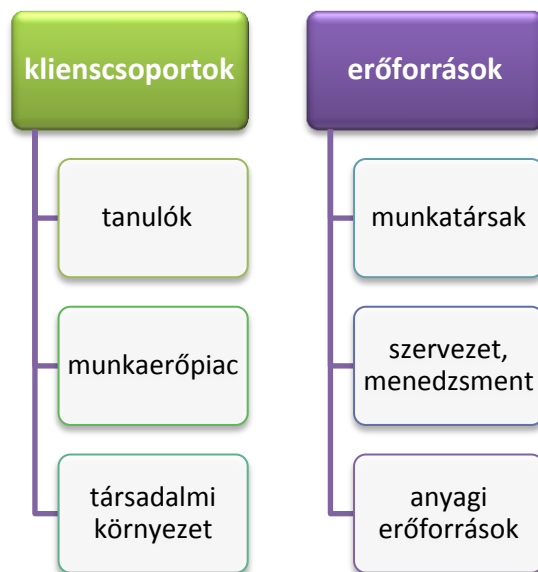 klienscsoportok
tanulók
munkaerőpiac
társadalmi
környezet
erőforrások
munkatársak
szervezet,
menedzsment
anyagi
erőforrások